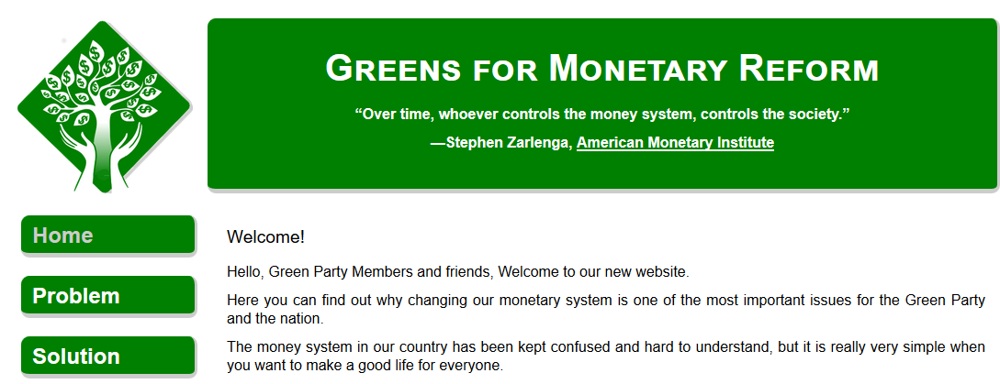 Greens for Monetary Reform
“Over time, whoever controls the money system, controls the society.”
—Stephen Zarlenga, American Monetary Institute
Home
Problem
Solution
Welcome!
Hello, Green Party Members and friends, Welcome to our new website.
Here you can find out why changing our monetary system is one of the most important issues for the Green Party
and the nation.
The money system in our country has been kept confused and hard to understand, but it is really very simple when
you want to make a good life for everyone.